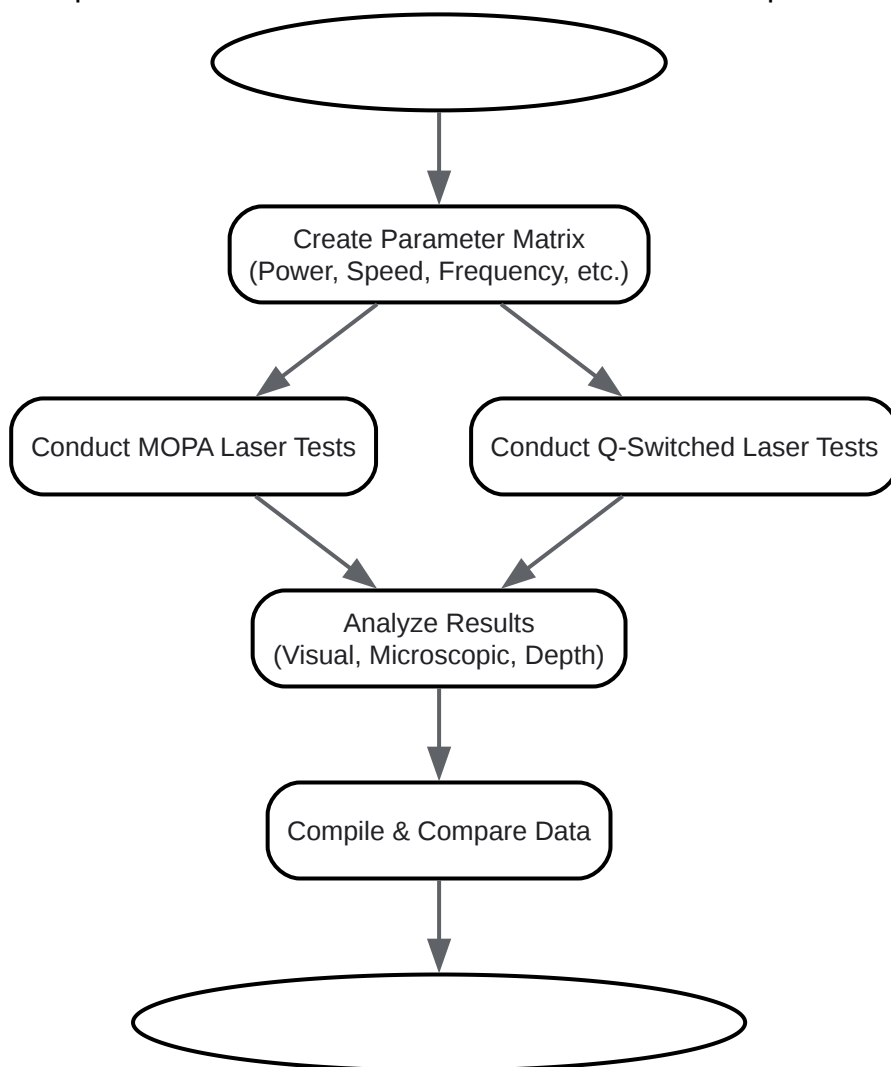 Create Parameter Matrix
(Power, Speed, Frequency, etc.)
Conduct MOPA Laser Tests
Conduct Q-Switched Laser Tests
Analyze Results
(Visual, Microscopic, Depth)
Compile & Compare Data